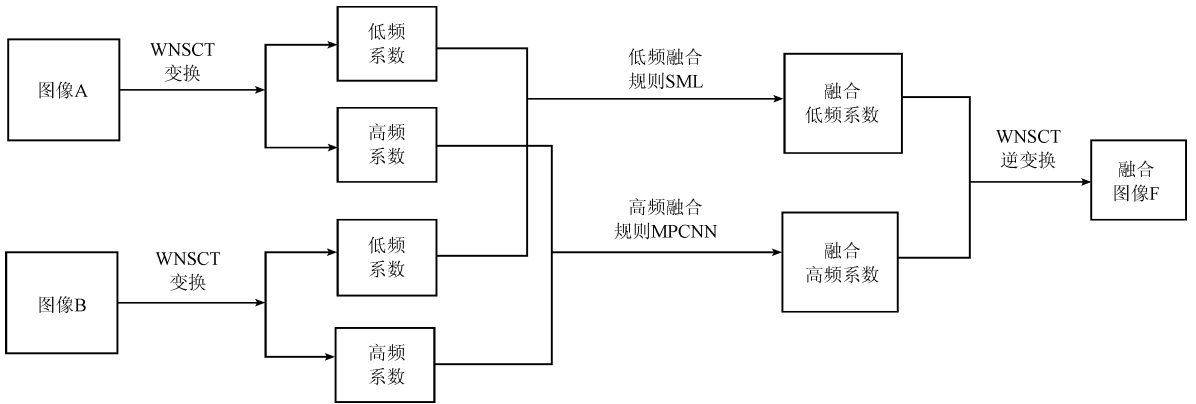 图像A
WNSCT
变换
低频
系数
高频
系数
低频融合
规则SML
融合
低频系数
WNSCT
逆变换
融合
图像F
图像B
WNSCT
变换
低频
系数
高频
系数
高频融合
规则MPCNN
融合
高频系数